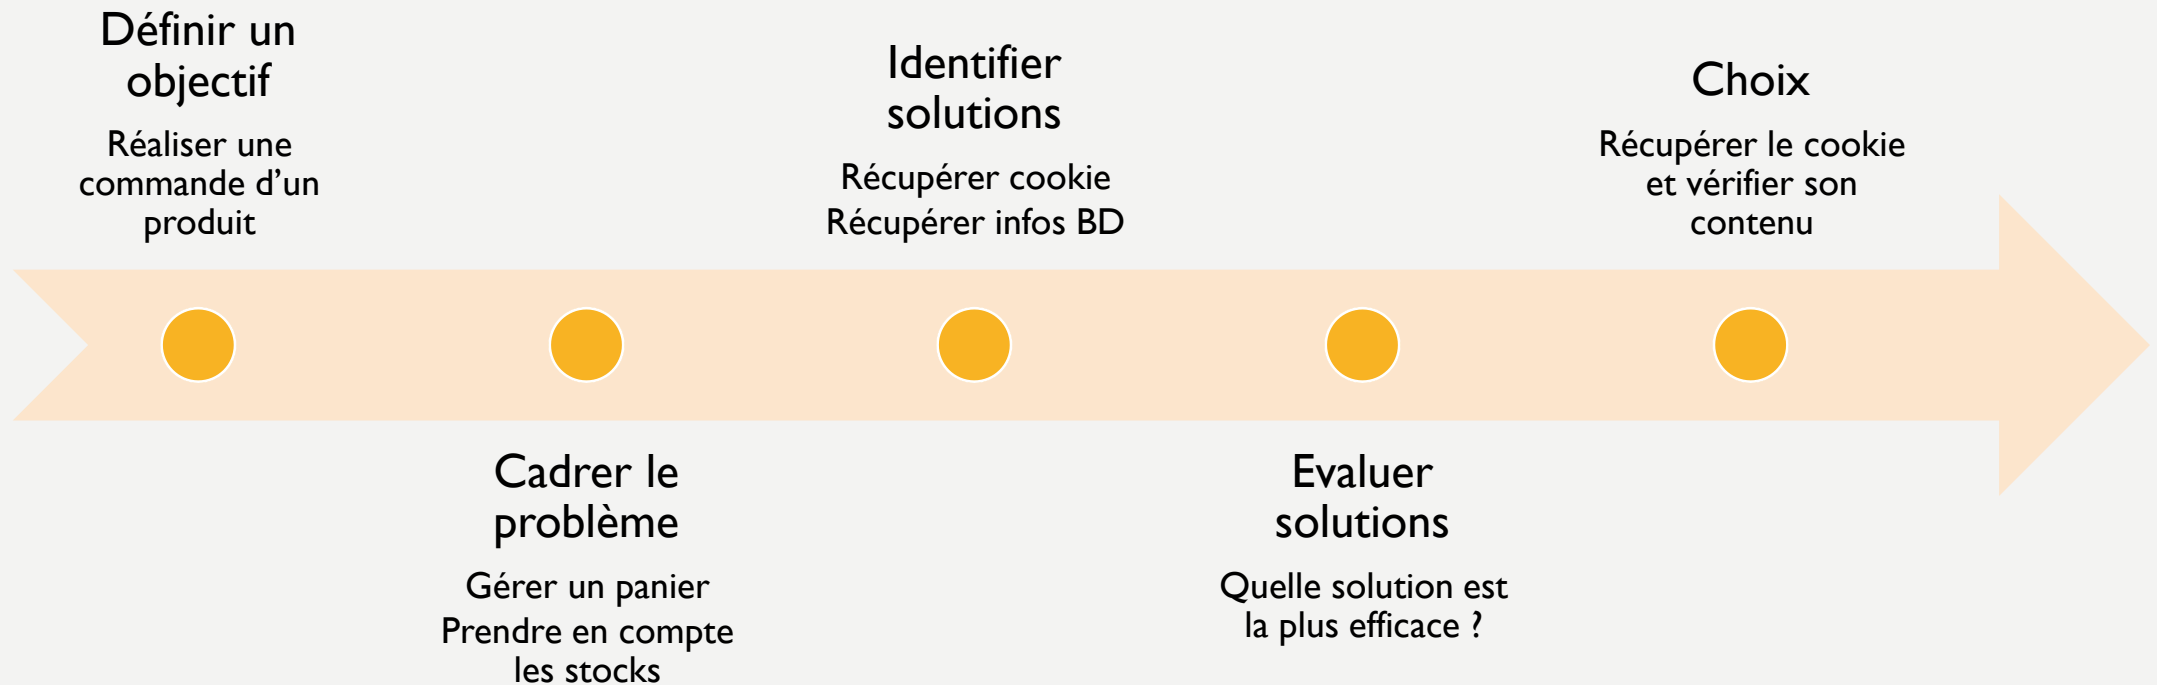 Définir un
objectif
Réaliser une
commande d’un
produit
Cadrer le
problème
Gérer un panier
Prendre en compte
les stocks
Identifier
solutions
Récupérer cookie
Récupérer infos BD
Evaluer
solutions
Quelle solution est
la plus efficace ?
Choix
Récupérer le cookie
et vérifier son
contenu